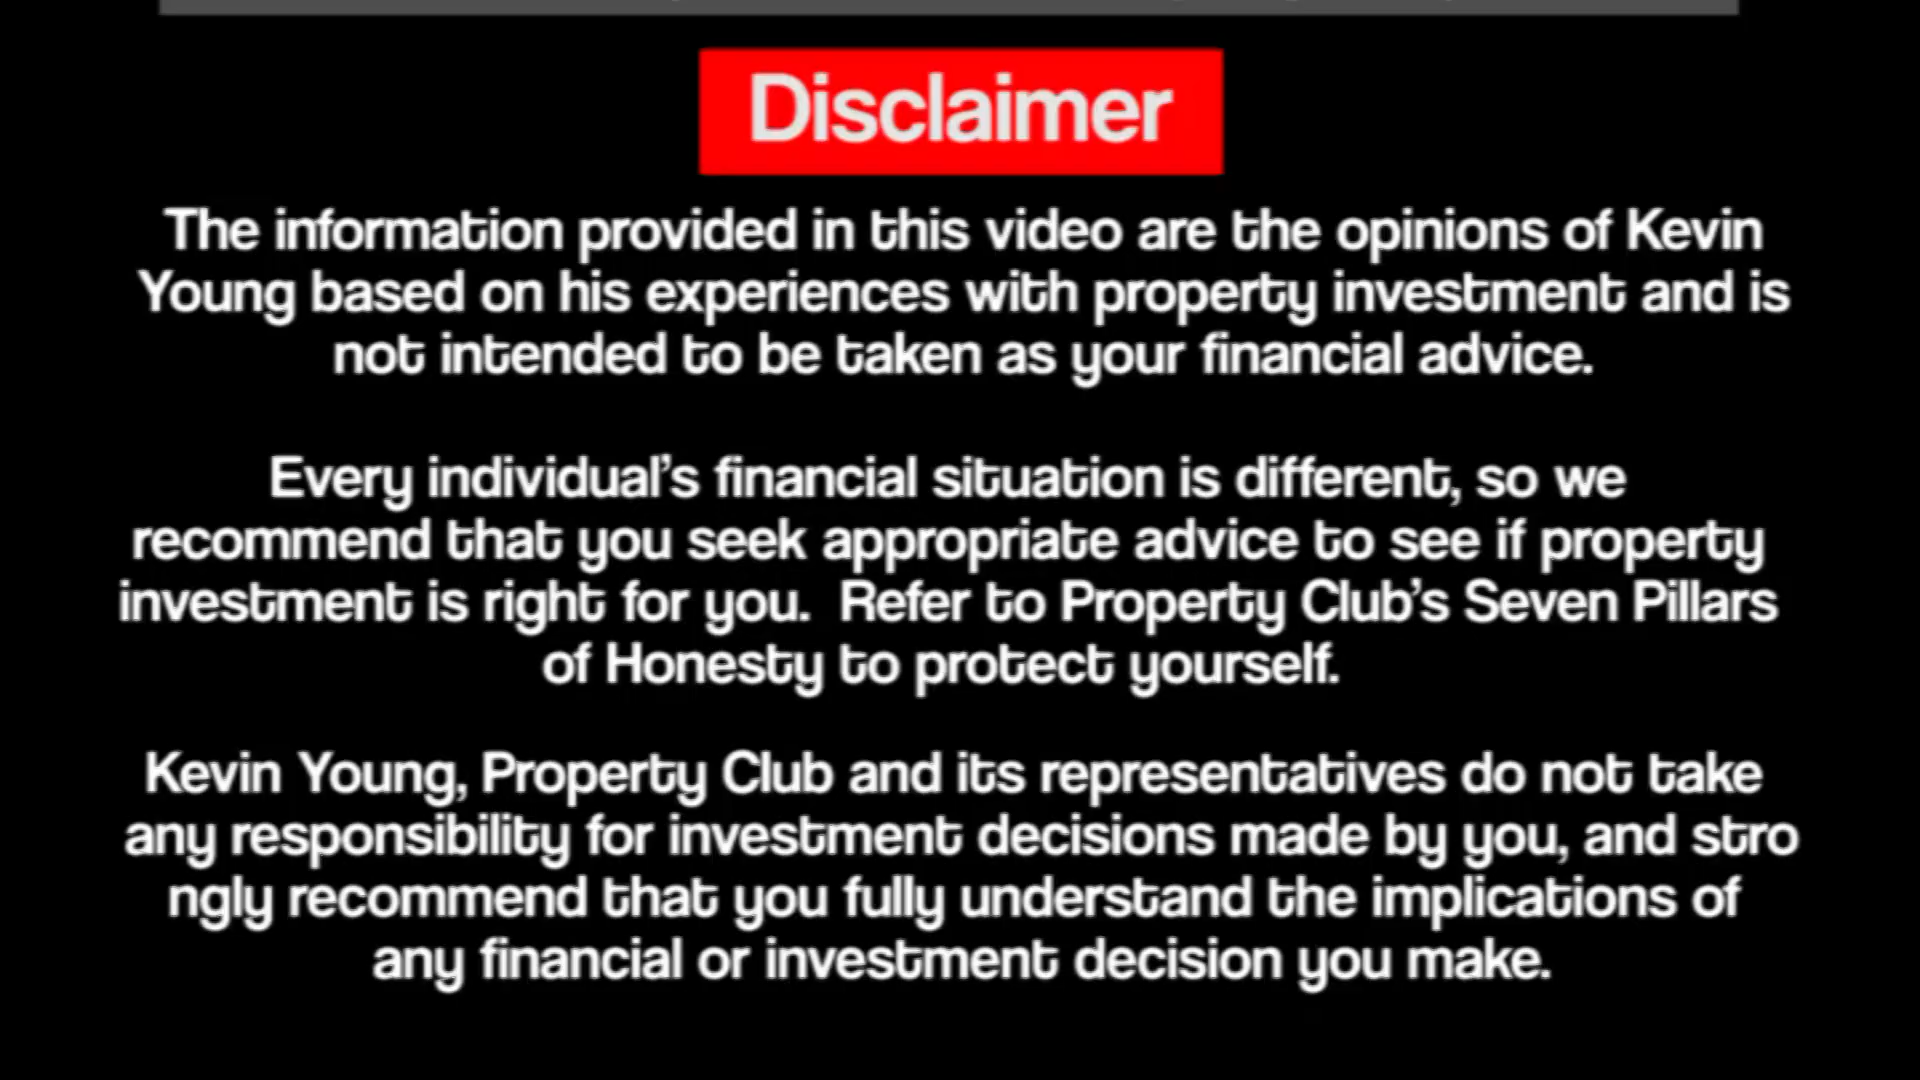 Disclaimer
The information provided in this video are the opinions of Kevin
Young based on his experiences with property investment and is
not intended to be taken as your financial advice.
Every individual’s financial situation is different, so we
recommend that you seek appropriate advice to see if property
investment is right for you.  Refer to Property Club’s Seven Pillars
of Honesty to protect yourself.
Kevin Young, Property Club and its representatives do not take
any responsibility for investment decisions made by you, and stro
ngly recommend that you fully understand the implications of
any financial or investment decision you make.